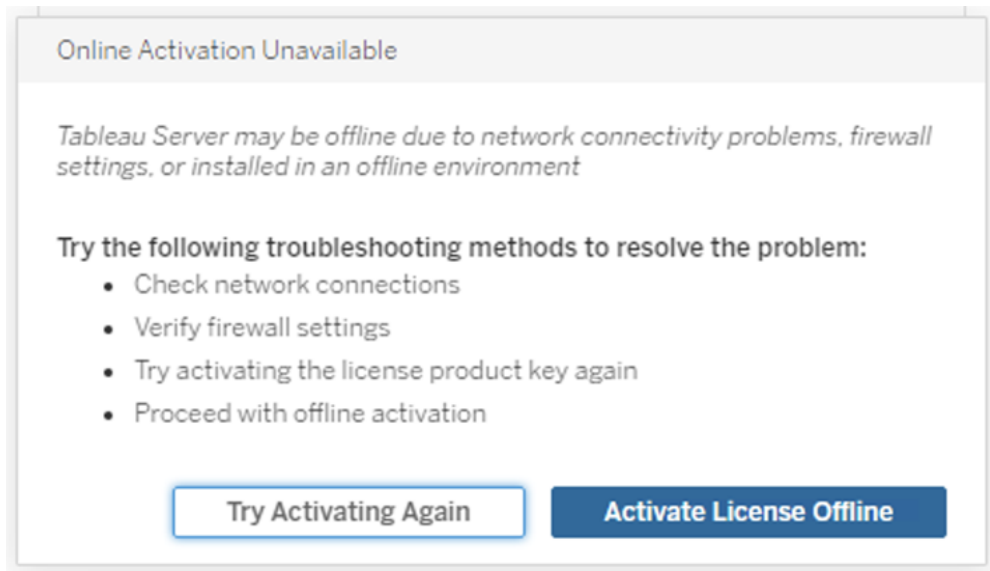 Online Activation Unavailable
Tableau Server may be offline due to network connectivity problems, firewall
settings, or installed in an offline environment
Try the following troubleshooting methods to resolve the problem:
• Check network connections
• Verify firewall settings
• Try activating the license product key again
• Proceed with offline activation
Try Activating Again
Activate License Offline